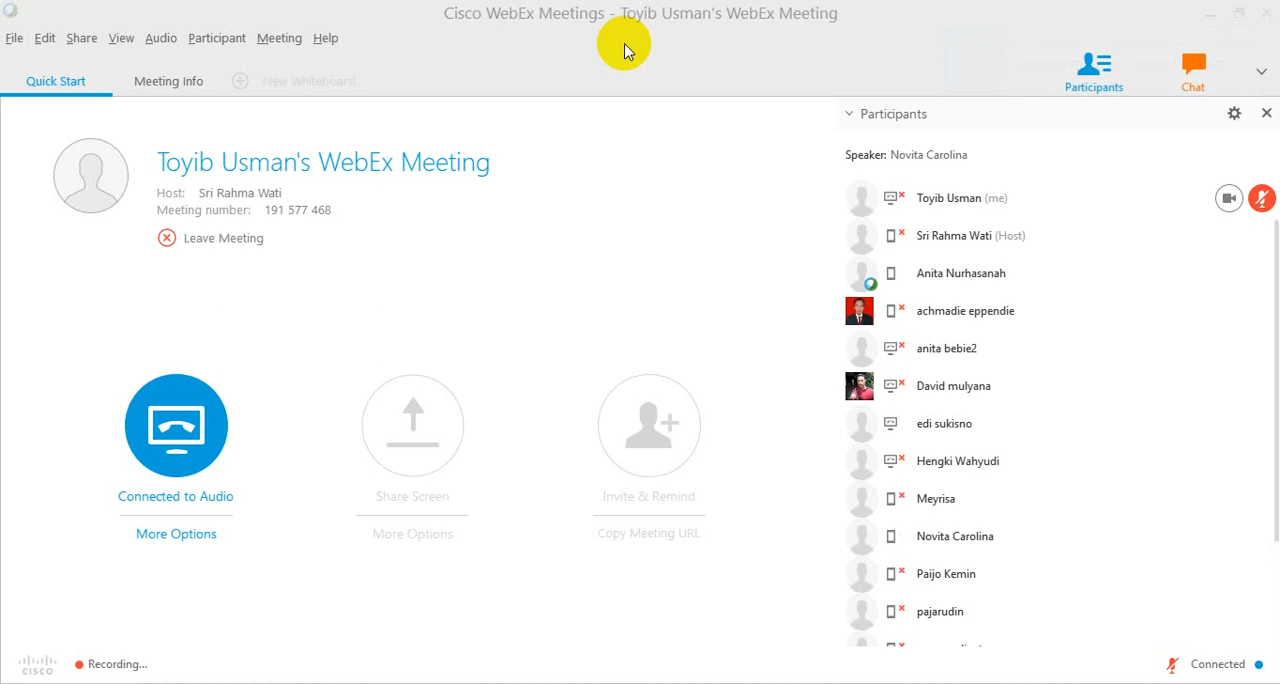 Cisco WebEx Meetings - Toyib Usman's WebEx Meeting
File Edit Share View Audio Participant Meeting Help
Quick Start Meeting Info New Whiteboard
Participants Chat
Participants
Speaker: Novita Carolina
Toyib Usman's WebEx Meeting
Host: Sri Rahma Wati
Meeting number: 191 577 468
Leave Meeting
Toyib Usman (me)
Sri Rahma Wati (Host)
Anita Nurhasanah
achmadie eppendie
anita bebie2
David mulyana
edi sukisno
Hengki Wahyudi
Meyrisa
Novita Carolina
Paijo Kemin
pajarudin
Connected to Audio
More Options
Share Screen
More Options
Invite & Remind
Copy Meeting URL
cisco
Recording...
Connected